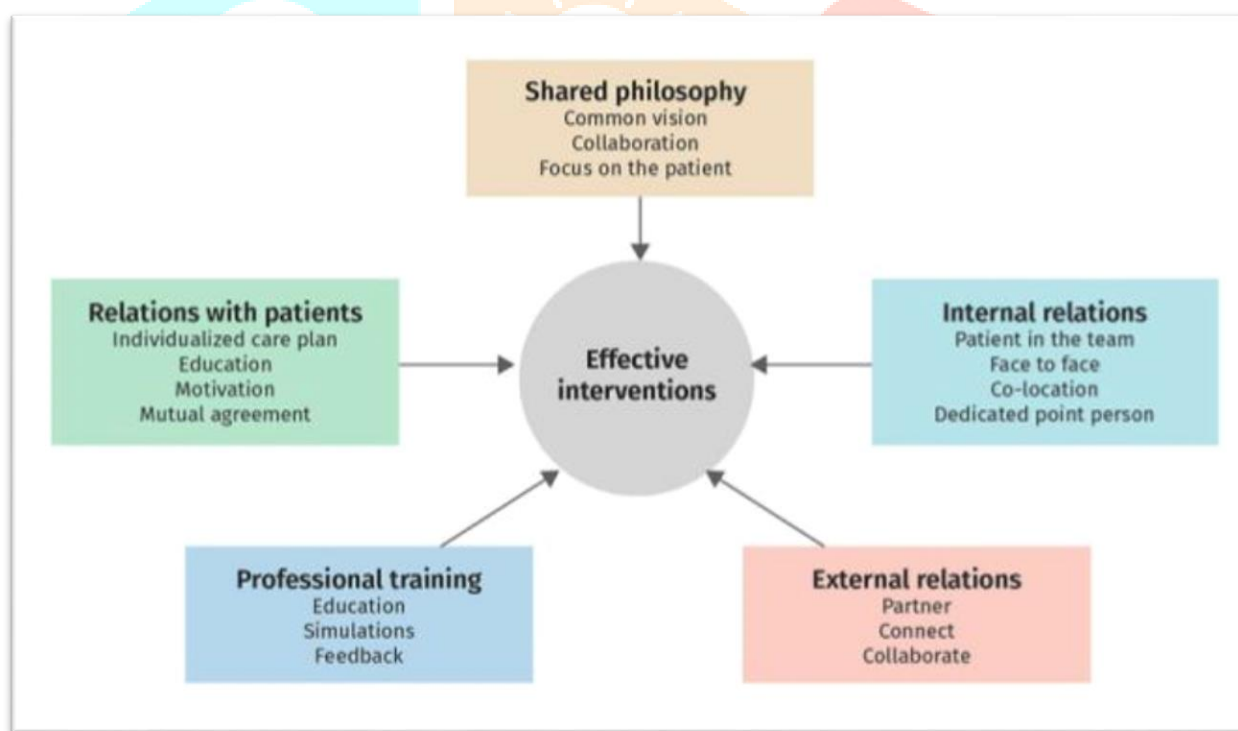 Shared philosophy
Common vision
Collaboration
Focus on the patient
Relations with patients
Individualized care plan
Education
Motivation
Mutual agreement
Effective
interventions
Internal relations
Patient in the team
Face to face
Co-location
Dedicated point person
Professional training
Education
Simulations
Feedback
External relations
Partner
Connect
Collaborate